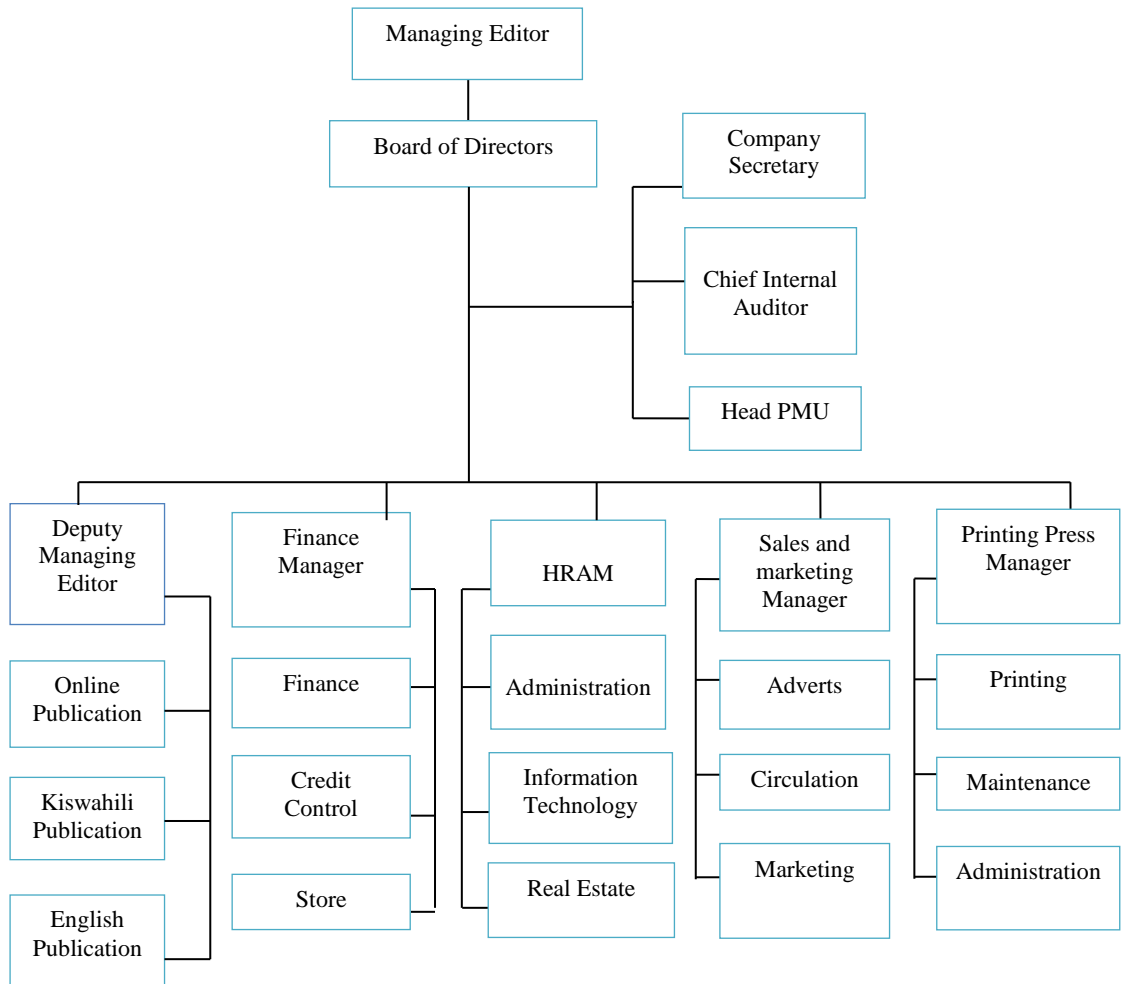 Managing Editor
Board of Directors
Company
Secretary
Chief Internal
Auditor
Head PMU
Deputy
Managing
Editor
Online
Publication
Kiswahili
Publication
English
Publication
Finance
Manager
Finance
Credit
Control
Store
HRAM
Administration
Information
Technology
Real Estate
Sales and
marketing
Manager
Adverts
Circulation
Marketing
Printing Press
Manager
Printing
Maintenance
Administration